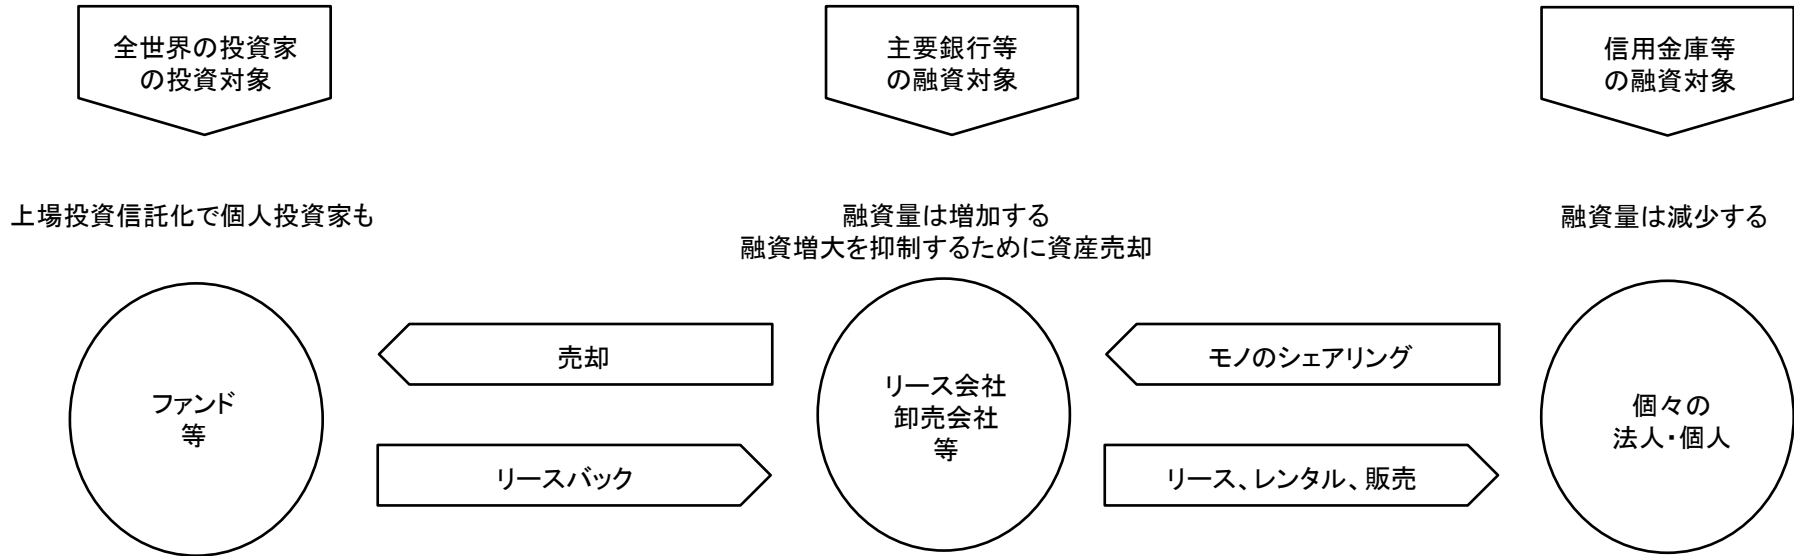 全世界の投資家
の投資対象
主要銀行等
の融資対象
信用金庫等
の融資対象
上場投資信託化で個人投資家も
融資量は増加する
融資増大を抑制するために資産売却
融資量は減少する
売却
モノのシェアリング
ファンド
等
リース会社
卸売会社
等
個々の
法人・個人
リースバック
リース、レンタル、販売